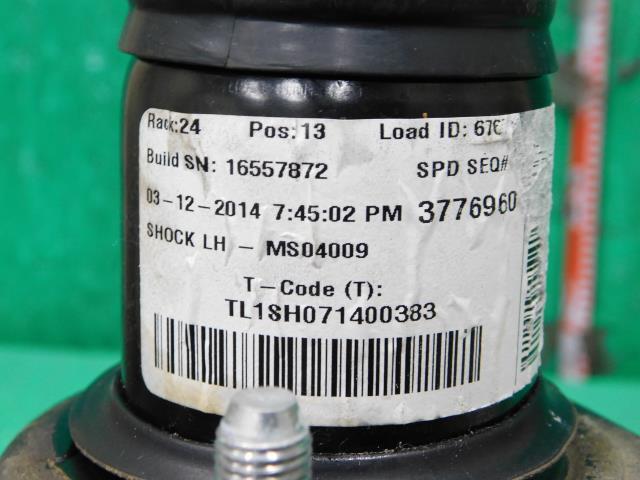 Rack:24 Pos:13 Load ID: 676
Build SN: 16557872 SPD SEQ#
03-12-2014 7:45:02 PM 3776960
SHOCK LH - MS04009
T-Code (T):
TL1SH071400383